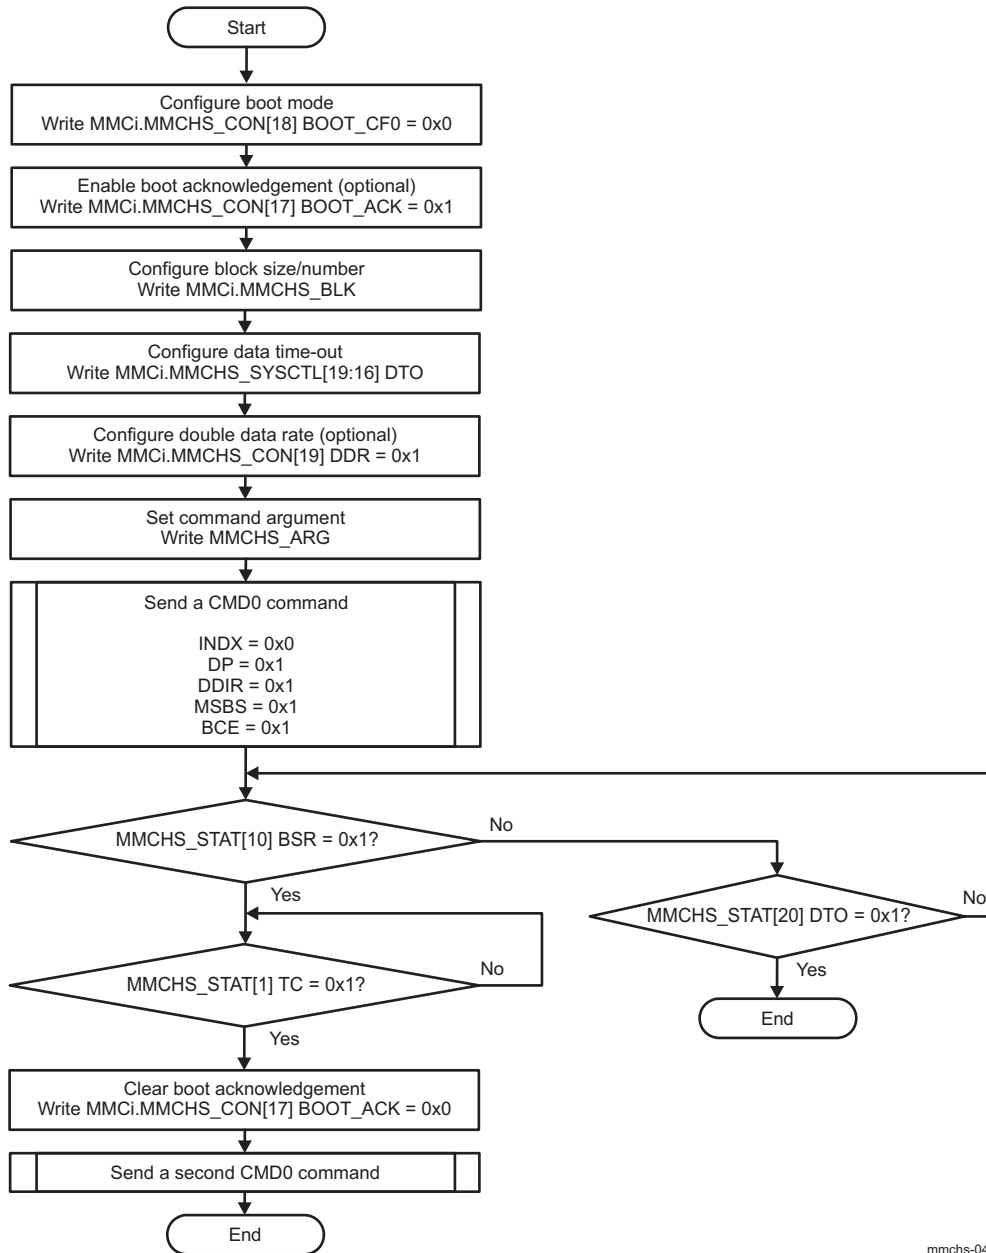 Start
Configure boot mode
Write MMCi.MMCHS_CON[18] BOOT_CF0 = 0x0
Enable boot acknowledgement (optional)
Write MMCi.MMCHS_CON[17] BOOT_ACK = 0x1
Configure block size/number
Write MMCi.MMCHS_BLK
Configure data time-out
Write MMCi.MMCHS_SYSCTL[19:16] DTO
Configure double data rate (optional)
Write MMCi.MMCHS_CON[19] DDR = 0x1
Set command argument
Write MMCHS_ARG
Send a CMD0 command
INDX = 0x0
DP = 0x1
DDIR = 0x1
MSBS = 0x1
BCE = 0x1
MMCHS_STAT[10] BSR = 0x1?
No
Yes
MMCHS_STAT[20] DTO = 0x1?
No
Yes
End
MMCHS_STAT[1] TC = 0x1?
No
Yes
Clear boot acknowledgement
Write MMCi.MMCHS_CON[17] BOOT_ACK = 0x0
Send a second CMD0 command
End